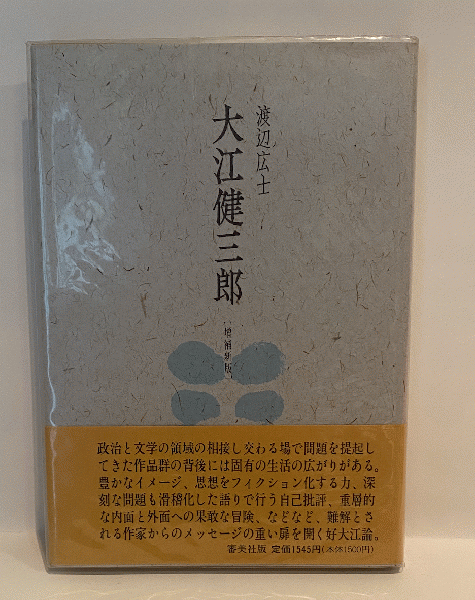 渡辺広士
大江健三郎
[増補新版]
政治と文学の領域の相接し交わる場で問題を提起し
てきた作品群の背後には固有の生活の広がりがある。
豊かなイメージ、思想をフィクション化する力、深
刻な問題も滑稽化した語りで行う自己批評、重層的
な内面と外面への果敢な冒険、などなど、難解とさ
れる作家からのメッセージの重い扉を開く好大江論。
審美社版 定価1545円(本体1500円)